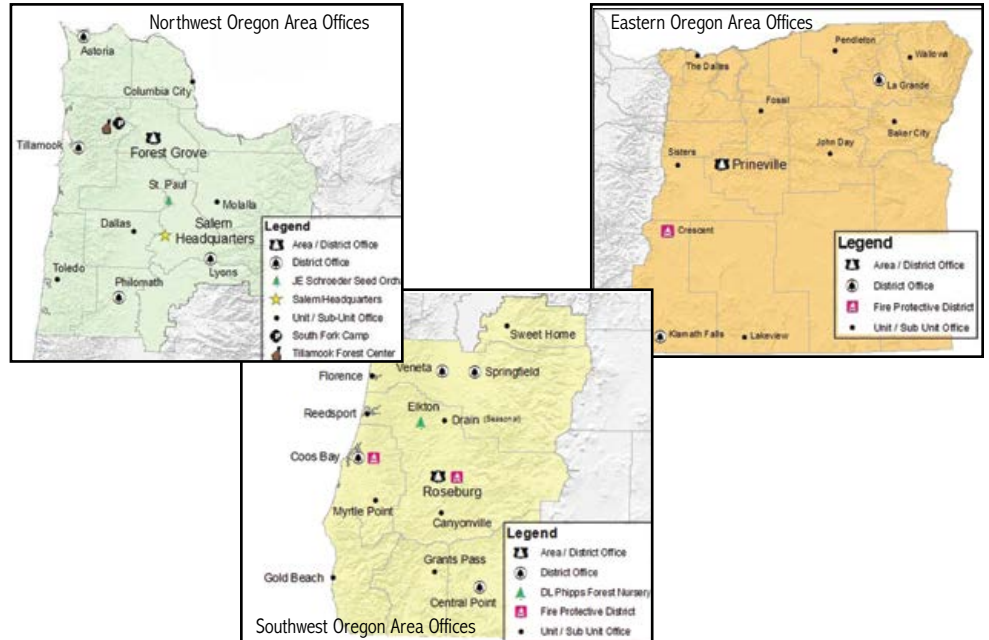 Northwest Oregon Area Offices
Astoria
Columbia City
Tillamook
Forest Grove
St. Paul
Molalla
Dallas
Salem
Headquarters
Toledo
Philomath
Lyons
Legend
Area / District Office
District Office
JE Schroeder Seed Orch
Salem Headquarters
Unit / Sub-Unit Office
South Fork Camp
Tillamook Forest Center
Eastern Oregon Area Offices
Pendleton
Wallowa
The Dalles
La Grande
Fossil
Baker City
Sisters
John Day
Prineville
Crescent
Klamath Falls
Lakeview
Legend
Area / District Office
District Office
Fire Protective District
Unit / Sub Unit Office
Sweet Home
Veneta
Springfield
Florence
Elkton
Reedsport
Drain (Seasonal)
Coos Bay
Roseburg
Myrtle Point
Canyonville
Grants Pass
Gold Beach
Central Point
Legend
Area / District Office
District Office
DL Phipps Forest Nursery
Fire Protective District
Unit / Sub Unit Office
Southwest Oregon Area Offices